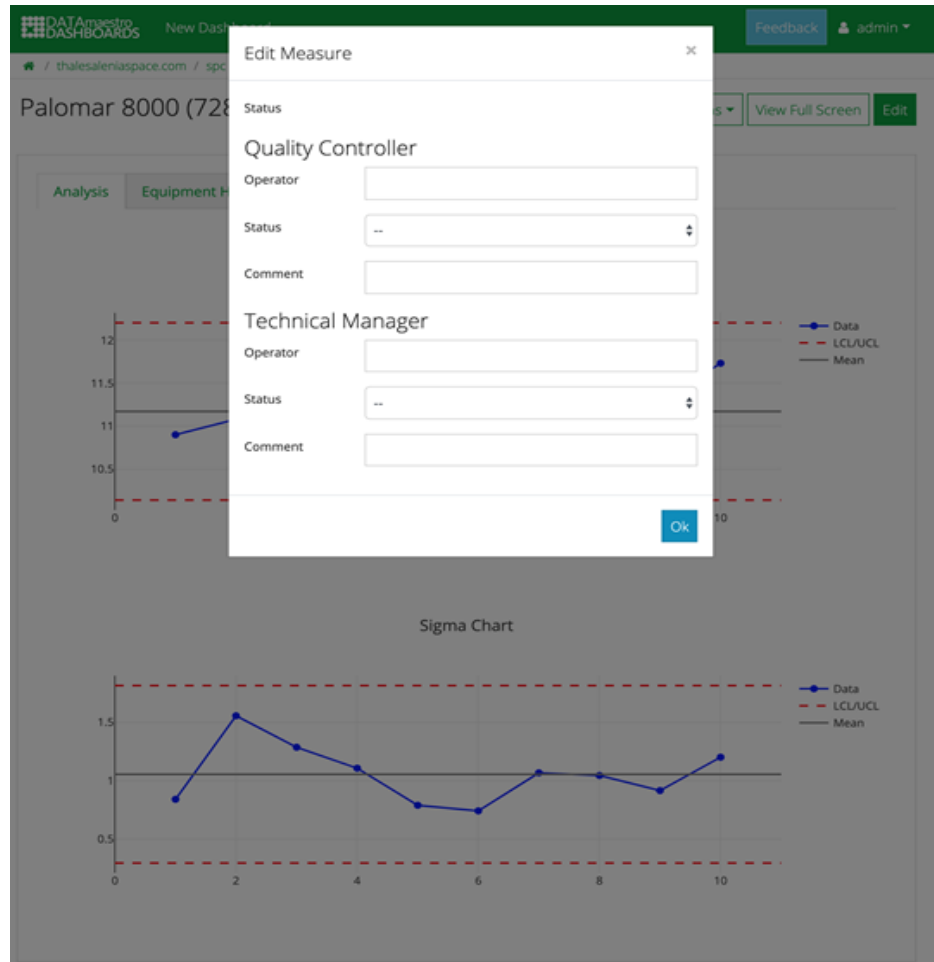 DATAmaestro
DASHBOARDS
New Dashboard
Feedback
admin
/ thalesaleniaspace.com / spc
Palomar 8000 (728
View Full Screen
Edit
Analysis
Equipment H
Edit Measure
×
Status
Quality Controller
Operator
Status
--
Comment
Technical Manager
Operator
Status
--
Comment
Ok
12
11.5
11
10.5
0
10
Data
LCL/UCL
Mean
Sigma Chart
1.5
1
0.5
0
2
4
6
8
10
Data
LCL/UCL
Mean